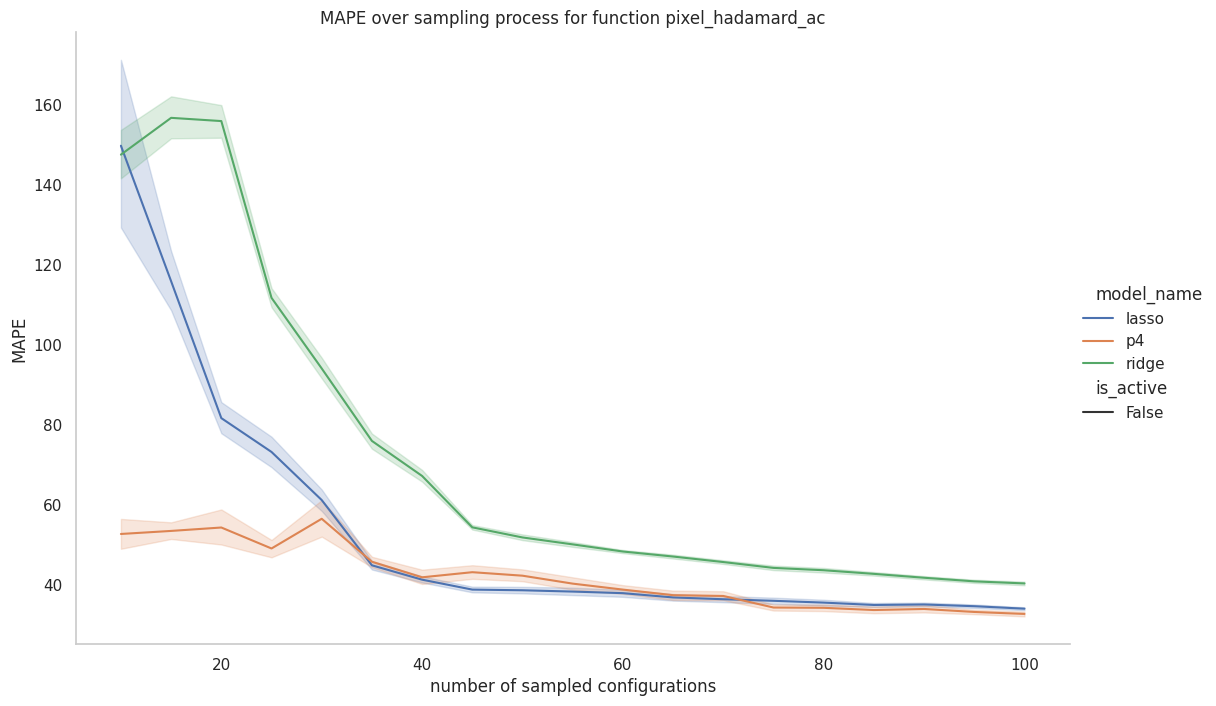 MAPE over sampling process for function pixel_hadamard_ac
160
140
120
100
80
60
40
MAPE
20
40
60
80
100
number of sampled configurations
model_name
lasso
p4
ridge
is_active
False